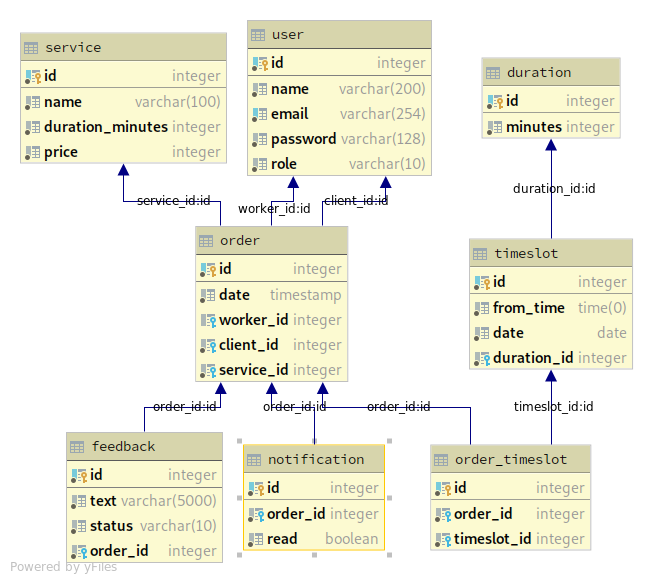 service
id integer
name varchar(100)
duration_minutes integer
price integer
user
id integer
name varchar(200)
email varchar(254)
password varchar(128)
role varchar(10)
duration
id integer
minutes integer
service_id:id
worker_id:id
client_id:id
duration_id:id
order
id integer
date timestamp
worker_id integer
client_id integer
service_id integer
timeslot
id integer
from_time time(0)
date date
duration_id integer
order_id:id
order_id:id
order_id:id
timeslot_id:id
feedback
id integer
text varchar(5000)
status varchar(10)
order_id integer
notification
id integer
order_id integer
read boolean
order_timeslot
id integer
order_id integer
timeslot_id integer
Powered by yFiles